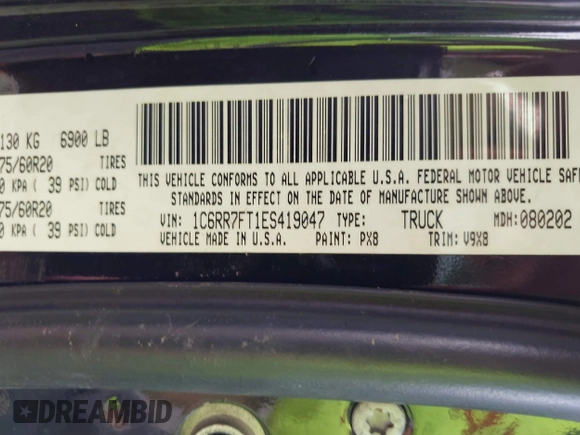 130 KG 6900 LB
75/60R20 TIRES
0 KPA ( 39 PSI) COLD
75/60R20 TIRES
0 KPA ( 39 PSI) COLD
THIS VEHICLE CONFORMS TO ALL APPLICABLE U.S.A. FEDERAL MOTOR VEHICLE SAFE
STANDARDS IN EFFECT ON THE DATE OF MANUFACTURE SHOWN ABOVE.
VIN: 1C6RR7FT1ES419047 TYPE: TRUCK MDH: 080202
VEHICLE MADE IN U.S.A. PAINT: PX8 TRIM: V9X8
DREAMBID